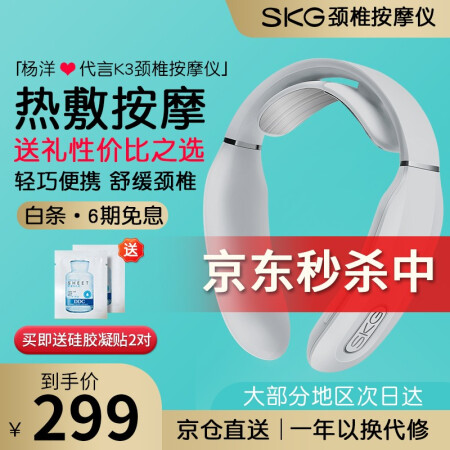 SKG颈椎按摩仪
「杨洋❤代言K3颈椎按摩仪」
热敷按摩
送礼性价比之选
轻巧便携 舒缓颈椎
白条·6期免息
送
SHEET
DDC
买即送硅胶凝贴2对
京东秒杀中
SKG
到手价
¥299
大部分地区次日达
京仓直送 | 一年以换代修